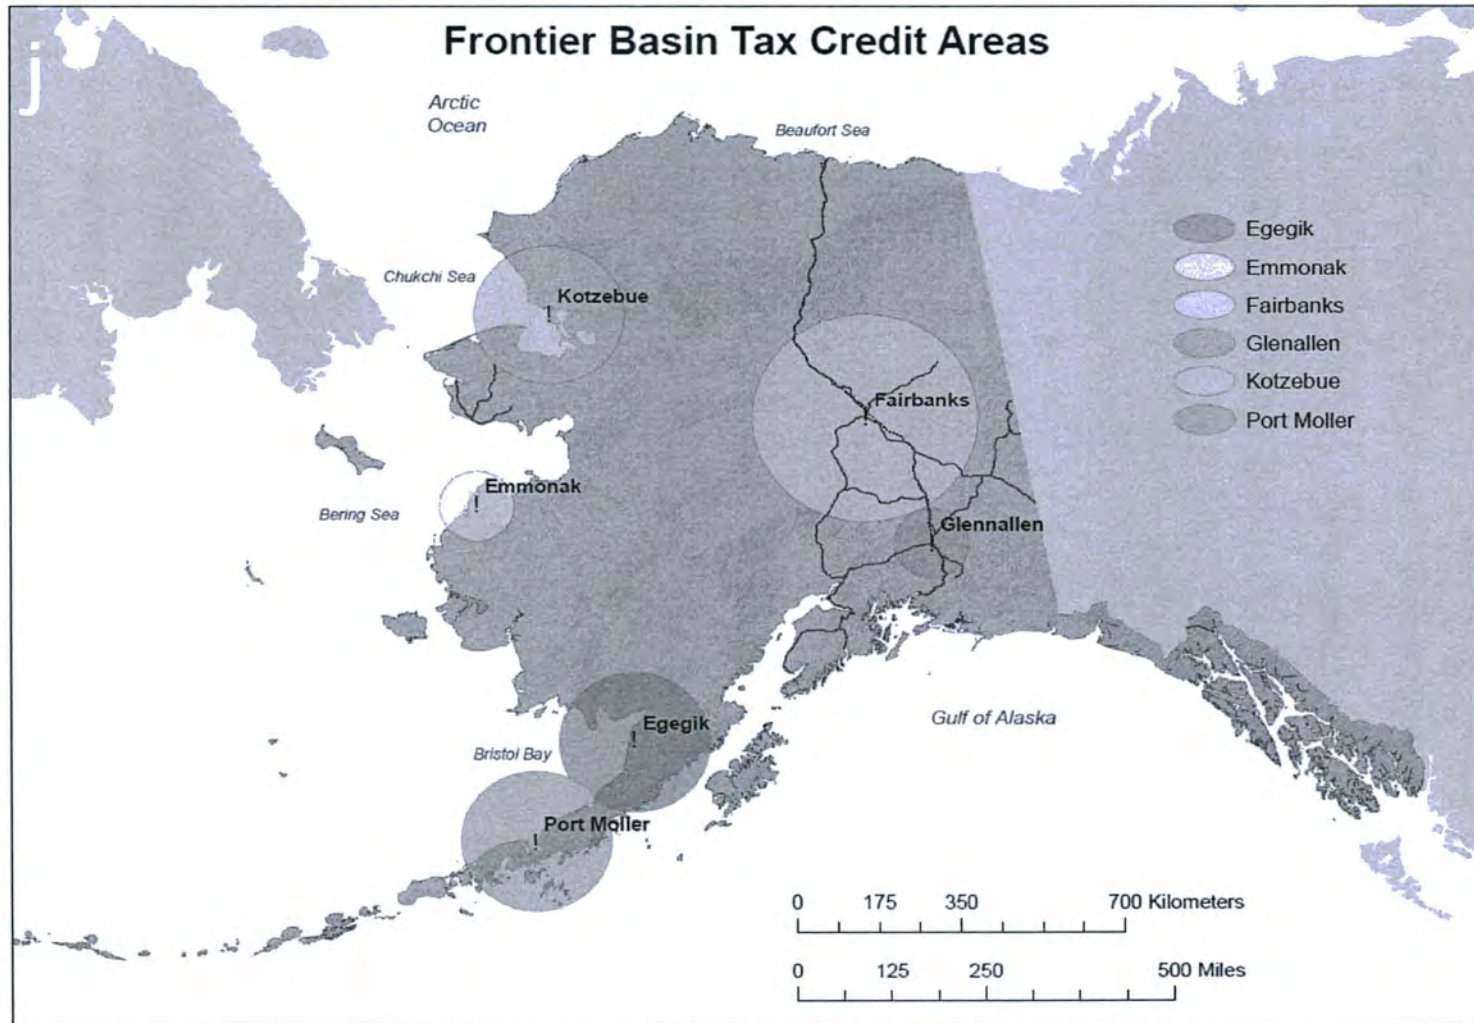 Frontier Basin Tax Credit Areas
j
Arctic
Ocean
Beaufort Sea
Chukchi Sea
Kotzebue
Fairbanks
Emmonak
Bering Sea
Glennallen
Egegik
Bristol Bay
Gulf of Alaska
Port Moller
Egegik
Emmonak
Fairbanks
Glenallen
Kotzebue
Port Moller
0 175 350 700 Kilometers
0 125 250 500 Miles